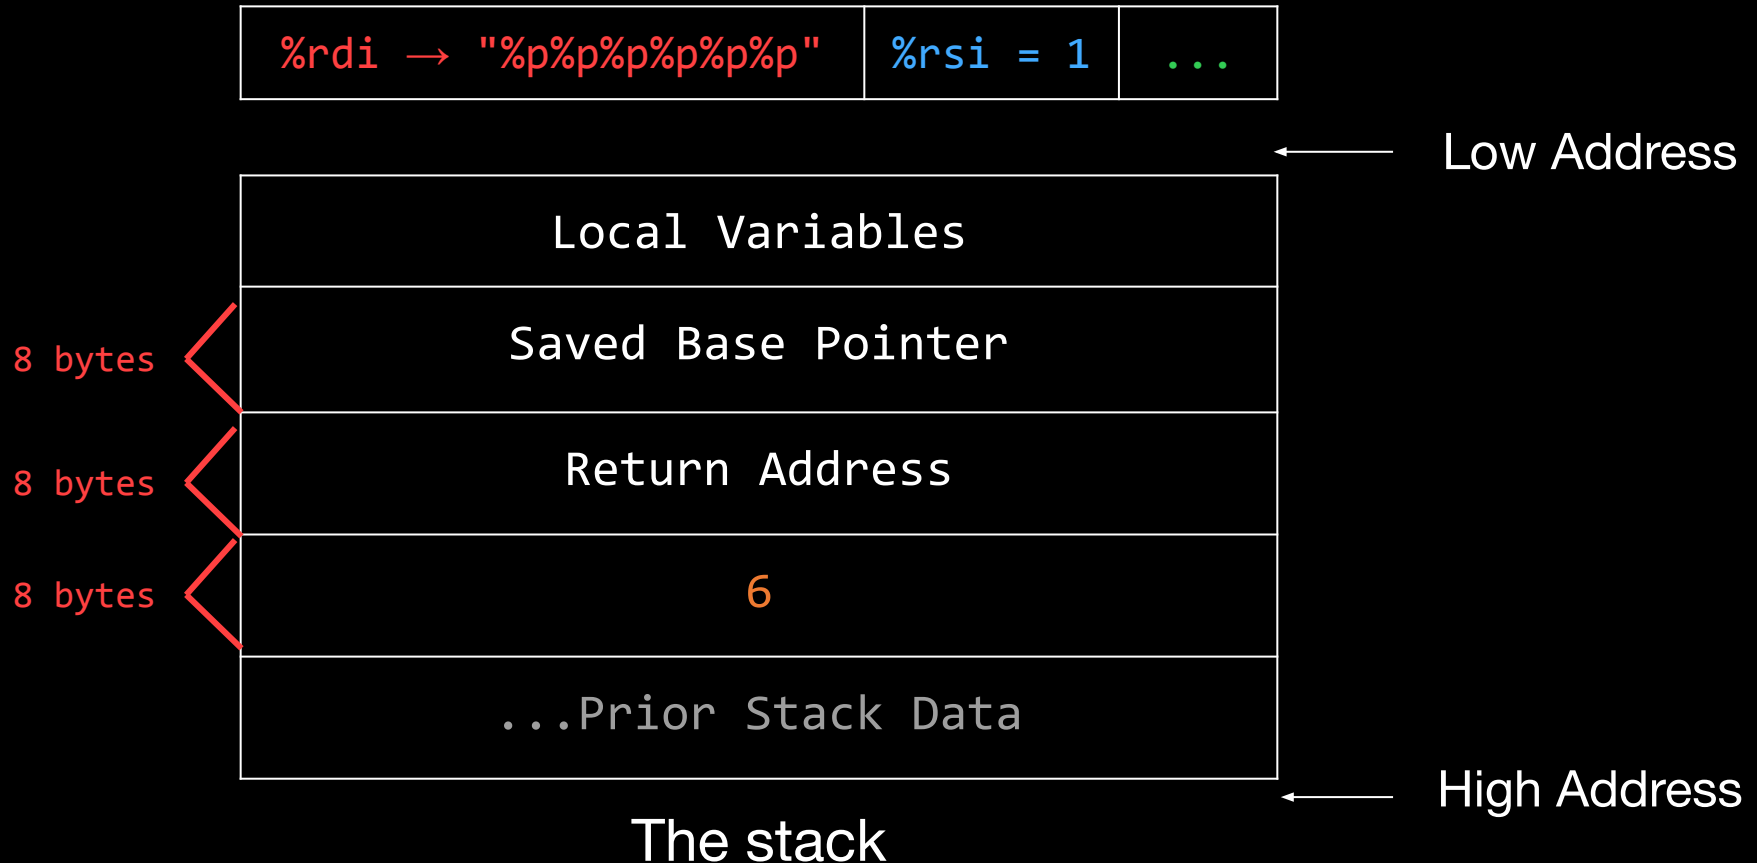 %rdi → "%p%p%p%p%p%p" %rsi = 1 ...
Low Address
Local Variables
Saved Base Pointer
8 bytes
Return Address
8 bytes
6
8 bytes
...Prior Stack Data
High Address
The stack